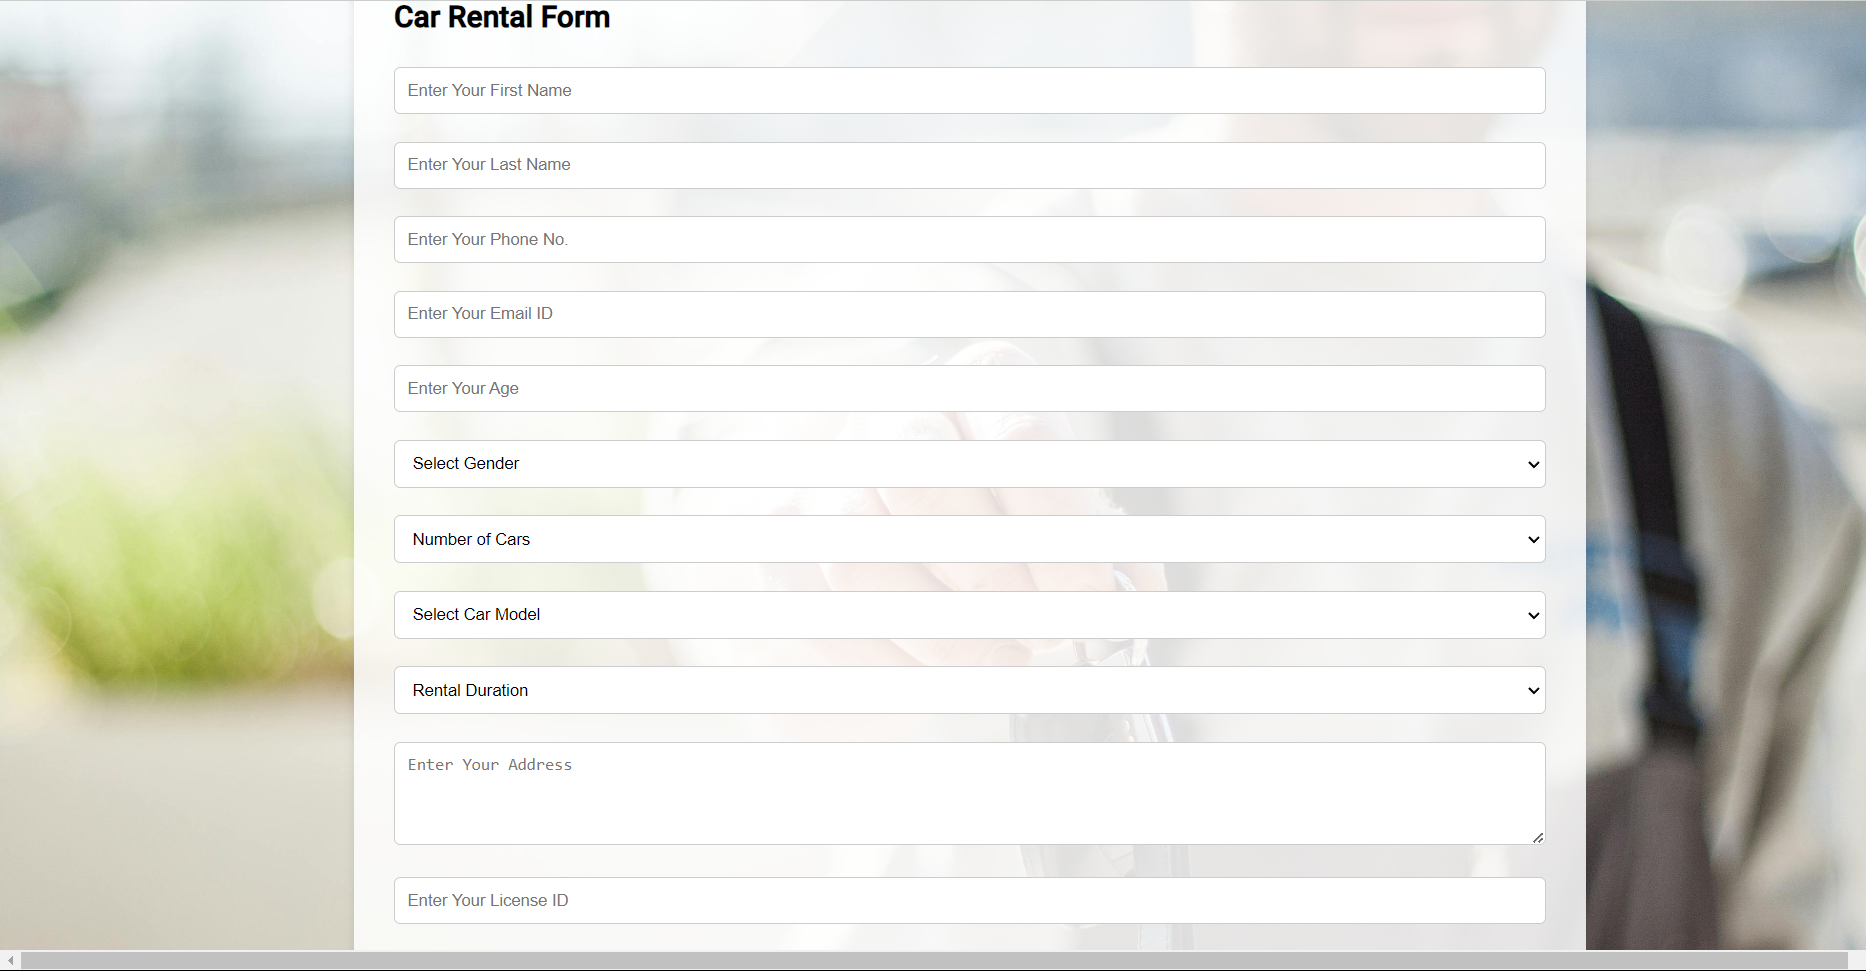 Car Rental Form
Enter Your First Name
Enter Your Last Name
Enter Your Phone No.
Enter Your Email ID
Enter Your Age
Select Gender
Number of Cars
Select Car Model
Rental Duration
Enter Your Address
Enter Your License ID